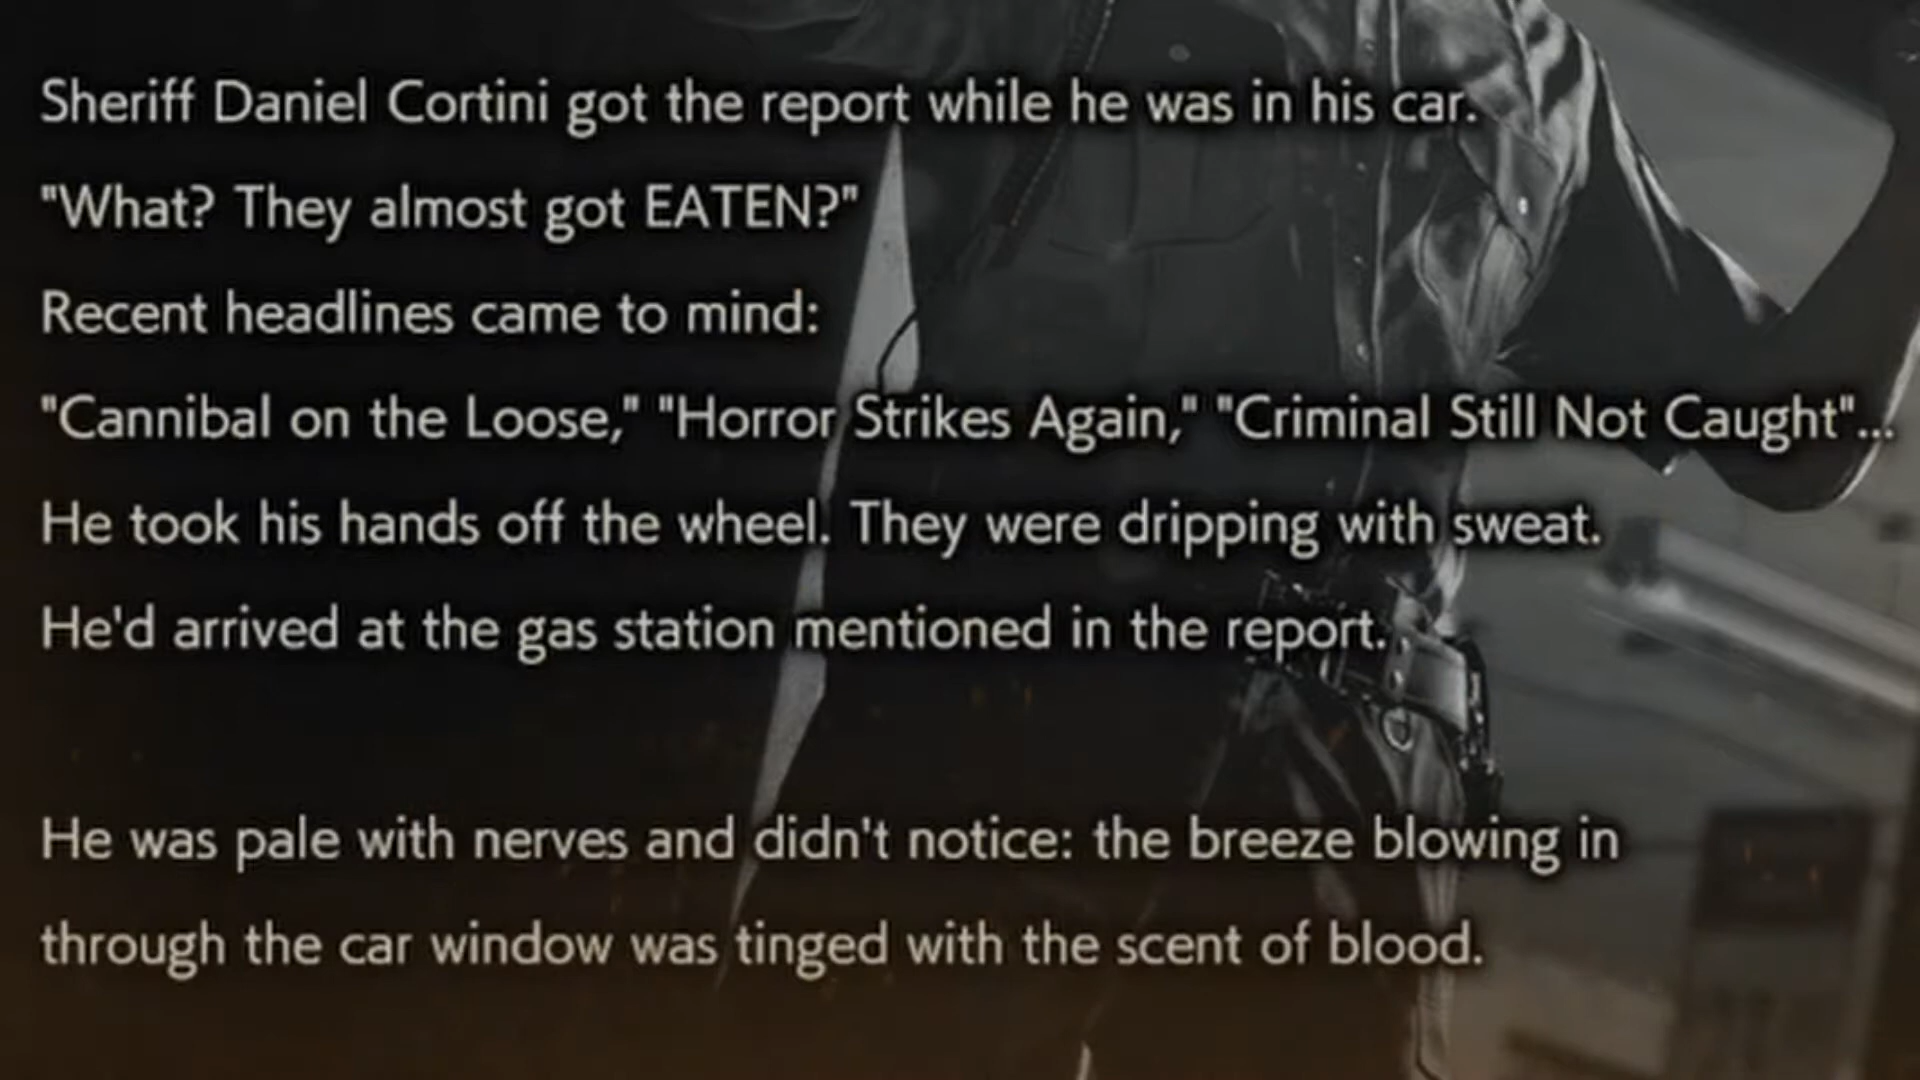 Sheriff Daniel Cortini got the report while he was in his car.
"What? They almost got EATEN?"
Recent headlines came to mind:
"Cannibal on the Loose," "Horror Strikes Again," "Criminal Still Not Caught"...
He took his hands off the wheel. They were dripping with sweat.
He'd arrived at the gas station mentioned in the report.
He was pale with nerves and didn't notice: the breeze blowing in
through the car window was tinged with the scent of blood.